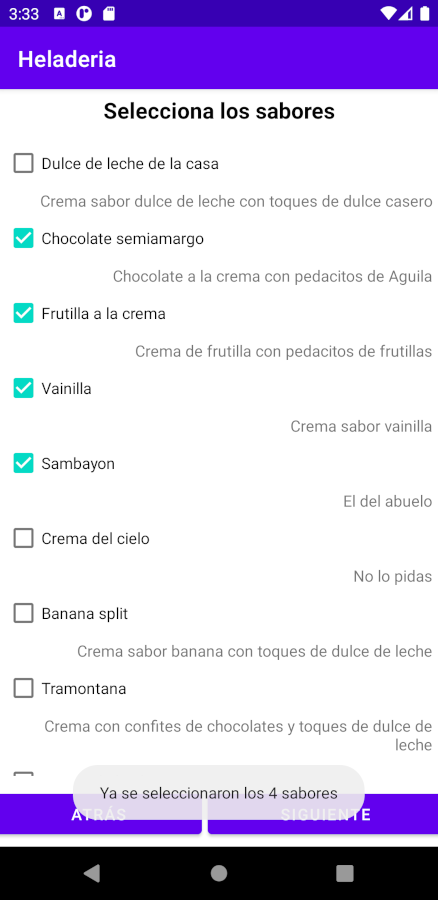 3:33
A
Heladeria
Selecciona los sabores
Dulce de leche de la casa
Crema sabor dulce de leche con toques de dulce casero
Chocolate semiamargo
Chocolate a la crema con pedacitos de Aguila
Frutilla a la crema
Crema de frutilla con pedacitos de frutillas
Vainilla
Crema sabor vainilla
Sambayon
El del abuelo
Crema del cielo
No lo pidas
Banana split
Crema sabor banana con toques de dulce de leche
Tramontana
Crema con confites de chocolates y toques de dulce de
leche
Ya se seleccionaron los 4 sabores
ATRÁS
SIGUIENTE